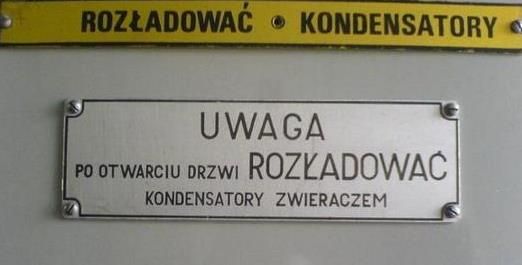 ROZŁADOWAĆ KONDENSATORY
UWAGA
PO OTWARCIU DRZWI ROZŁADOWAĆ
KONDENSATORY ZWIERACZEM